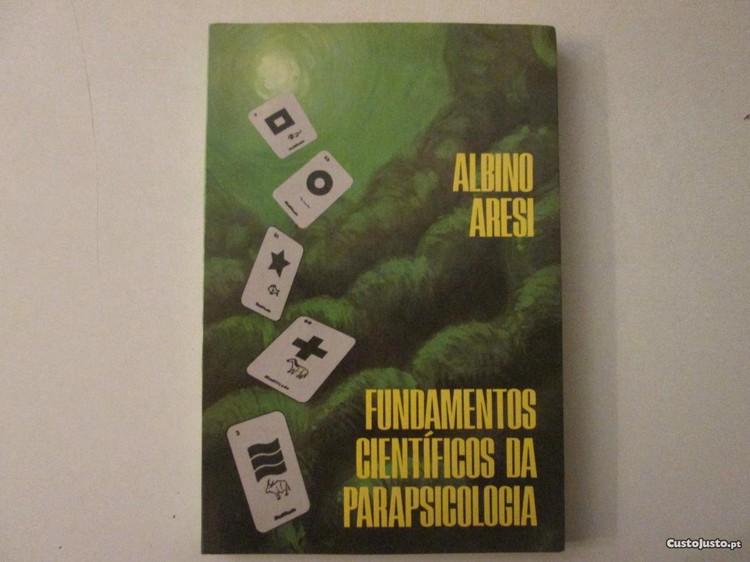 ALBINO
ARESI
FUNDAMENTOS
CIENTÍFICOS DA
PARAPSICOLOGIA
CustoJusto.pt